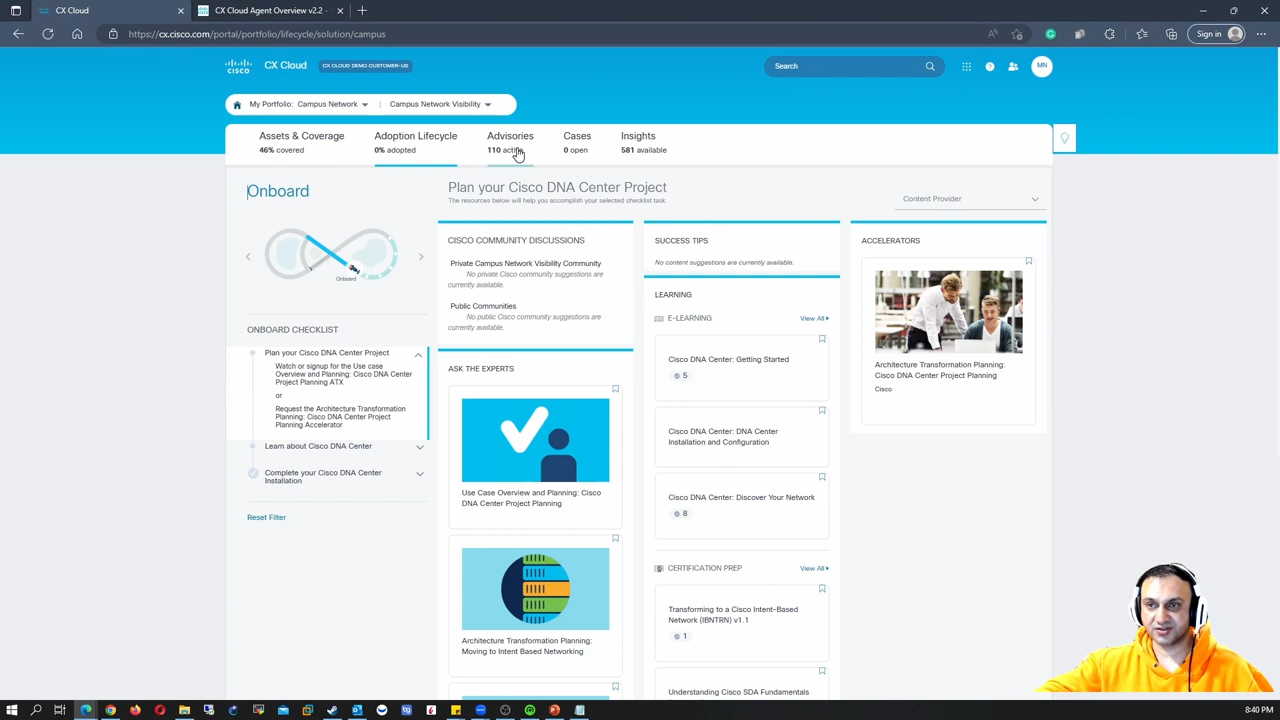 CX Cloud
CX Cloud Agent Overview v2.2 -
https://cx.cisco.com/portal/portfolio/lifecycle/solution/campus
Sign in
CISCO
CX Cloud
CX CLOUD DEMO CUSTOMER-US
Search
MN
My Portfolio: Campus Network
Campus Network Visibility
Assets & Coverage
46% covered
Adoption Lifecycle
0% adopted
Advisories
110
Cases
0 open
Insights
581 available
Onboard
Onboard
ONBOARD CHECKLIST
Plan your Cisco DNA Center Project
Watch or signup for the Use case
Overview and Planning: Cisco DNA Center
Project Planning ATX
or
Request the Architecture Transformation
Planning: Cisco DNA Center Project
Planning Accelerator
Learn about Cisco DNA Center
Complete your Cisco DNA Center
Installation
Reset Filter
Plan your Cisco DNA Center Project
The resources below will help you accomplish your selected checklist task
Content Provider
CISCO COMMUNITY DISCUSSIONS
Private Campus Network Visibility Community
No private Cisco community suggestions are
currently available.
Public Communities
No public Cisco community suggestions are
currently available.
ASK THE EXPERTS
Use Case Overview and Planning: Cisco
DNA Center Project Planning
Architecture Transformation Planning:
Moving to Intent Based Networking
SUCCESS TIPS
No content suggestions are currently available.
LEARNING
E-LEARNING
View All
Cisco DNA Center: Getting Started
5
Cisco DNA Center: DNA Center
Installation and Configuration
Cisco DNA Center: Discover Your Network
8
CERTIFICATION PREP
View All
Transforming to a Cisco Intent-Based
Network (IBNTRN) v1.1
1
Understanding Cisco SDA Fundamentals
ACCELERATORS
Architecture Transformation Planning:
Cisco DNA Center Project Planning
Cisco
8:40 PM